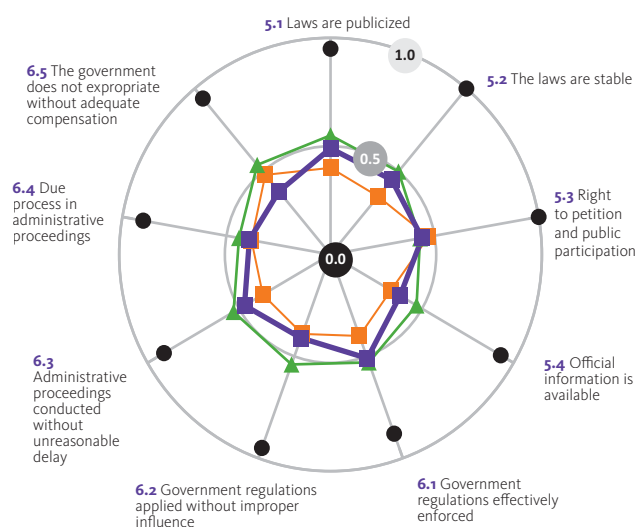 5.1 Laws are publicized
1.0
5.2 The laws are stable
0.5
5.3 Right
to petition
and public
participation
0.0
5.4 Official
information is
available
6.1 Government
regulations effectively
enforced
6.2 Government regulations
applied without improper
influence
6.3
Administrative
proceedings
conducted
without
unreasonable
delay
6.4 Due
process in
administrative
proceedings
6.5 The government
does not expropriate
without adequate
compensation